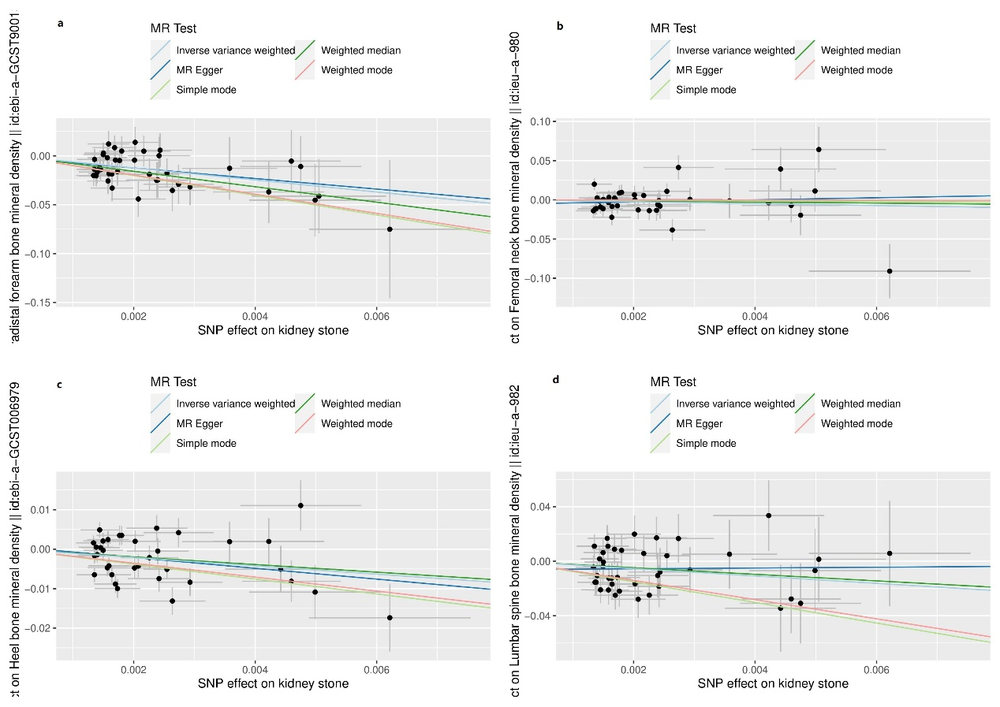 a
MR Test
Inverse variance weighted
Weighted median
MR Egger
Weighted mode
Simple mode
adistal forearm bone mineral density || id:ebi−a−GCST9001
0.00
−0.05
−0.10
−0.15
0.002
0.004
0.006
SNP effect on kidney stone
b
MR Test
Inverse variance weighted
Weighted median
MR Egger
Weighted mode
Simple mode
ct on Femoral neck bone mineral density || id:ieu−a−980
0.10
0.05
0.00
−0.05
−0.10
0.002
0.004
0.006
SNP effect on kidney stone
c
MR Test
Inverse variance weighted
Weighted median
MR Egger
Weighted mode
Simple mode
ct on Heel bone mineral density || id:ebi−a−GCST006979
0.01
0.00
−0.01
−0.02
0.002
0.004
0.006
SNP effect on kidney stone
d
MR Test
Inverse variance weighted
Weighted median
MR Egger
Weighted mode
Simple mode
ct on Lumbar spine bone mineral density || id:ieu−a−982
0.04
0.00
−0.04
0.002
0.004
0.006
SNP effect on kidney stone